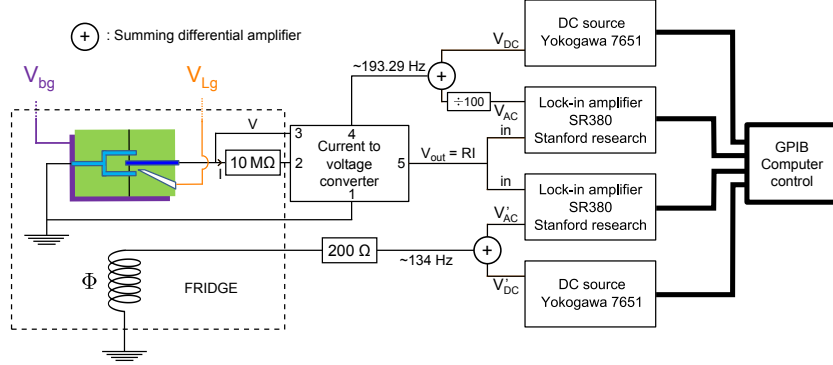 + : Summing differential amplifier
V_bg
V_Lg
~193.29 Hz
V_DC
DC source
Yokogawa 7651
÷100
V_AC
Lock-in amplifier
SR380
Stanford research
V
I
10 MΩ
3
4
2
1
5
Current to
voltage
converter
V_out = RI
in
in
GPIB
Computer
control
Lock-in amplifier
SR380
Stanford research
V'_AC
200 Ω
~134 Hz
+
+
V'_DC
DC source
Yokogawa 7651
Φ
FRIDGE